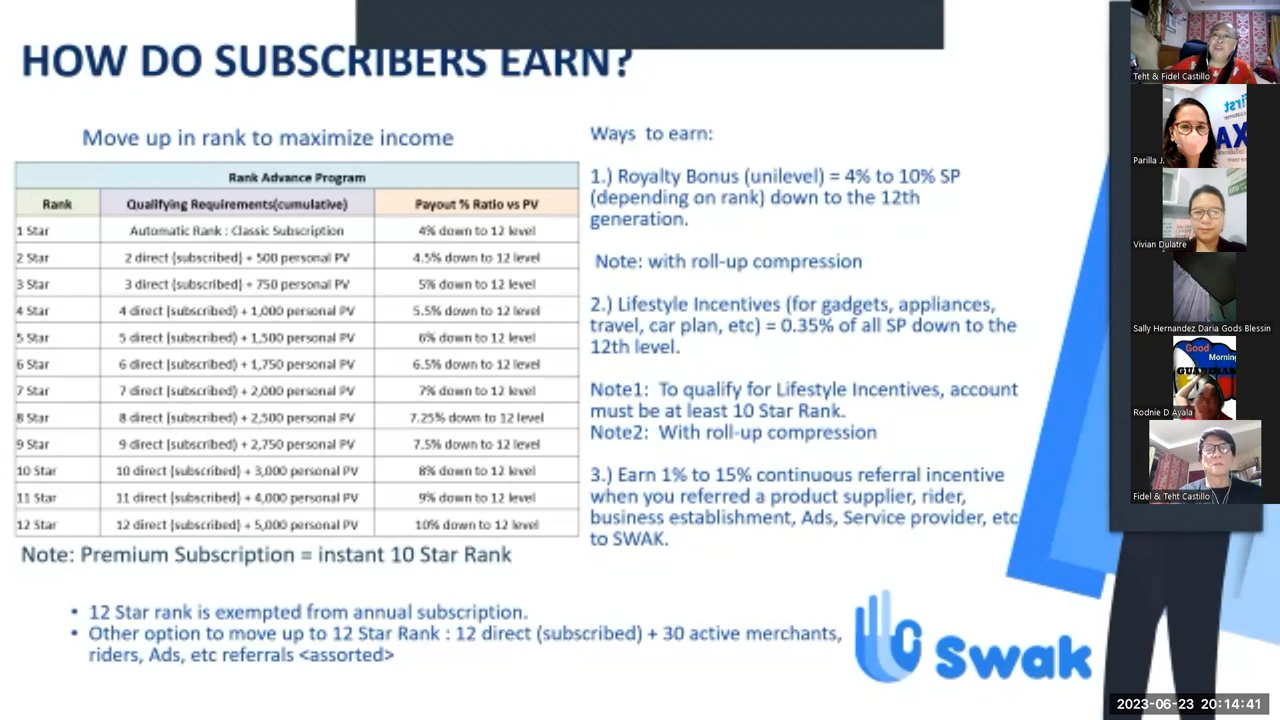 HOW DO SUBSCRIBERS EARN?
Move up in rank to maximize income
Rank Advance Program
Rank Qualifying Requirements(cumulative) Payout % Ratio vs PV
1 Star Automatic Rank : Classic Subscription 4% down to 12 level
2 Star 2 direct (subscribed) + 500 personal PV 4.5% down to 12 level
3 Star 3 direct (subscribed) + 750 personal PV 5% down to 12 level
4 Star 4 direct (subscribed) + 1,000 personal PV 5.5% down to 12 level
5 Star 5 direct (subscribed) + 1,500 personal PV 6% down to 12 level
6 Star 6 direct (subscribed) + 1,750 personal PV 6.5% down to 12 level
7 Star 7 direct (subscribed) + 2,000 personal PV 7% down to 12 level
8 Star 8 direct (subscribed) + 2,500 personal PV 7.25% down to 12 level
9 Star 9 direct (subscribed) + 2,750 personal PV 7.5% down to 12 level
10 Star 10 direct (subscribed) + 3,000 personal PV 8% down to 12 level
11 Star 11 direct (subscribed) + 4,000 personal PV 9% down to 12 level
12 Star 12 direct (subscribed) + 5,000 personal PV 10% down to 12 level
Note: Premium Subscription = instant 10 Star Rank
Ways to earn:
1.) Royalty Bonus (unilevel) = 4% to 10% SP
(depending on rank) down to the 12th
generation.
Note: with roll-up compression
2.) Lifestyle Incentives (for gadgets, appliances,
travel, car plan, etc) = 0.35% of all SP down to the
12th level.
Note1: To qualify for Lifestyle Incentives, account
must be at least 10 Star Rank.
Note2: With roll-up compression
3.) Earn 1% to 15% continuous referral incentive
when you referred a product supplier, rider,
business establishment, Ads, Service provider, etc
to SWAK.
• 12 Star rank is exempted from annual subscription.
• Other option to move up to 12 Star Rank : 12 direct (subscribed) + 30 active merchants,
riders, Ads, etc referrals <assorted>
Swak
Teht & Fidel Castillo
First
Parilla J.
Vivian Dulatre
Sally Hernandez Daria Gods Blessin
Good
Morning
Rodnie D Ayala
Fidel & Teht Castillo
2023-06-23 20:14:41